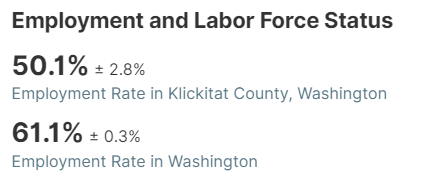 Employment and Labor Force Status
50.1% ± 2.8%
Employment Rate in Klickitat County, Washington
61.1% ± 0.3%
Employment Rate in Washington